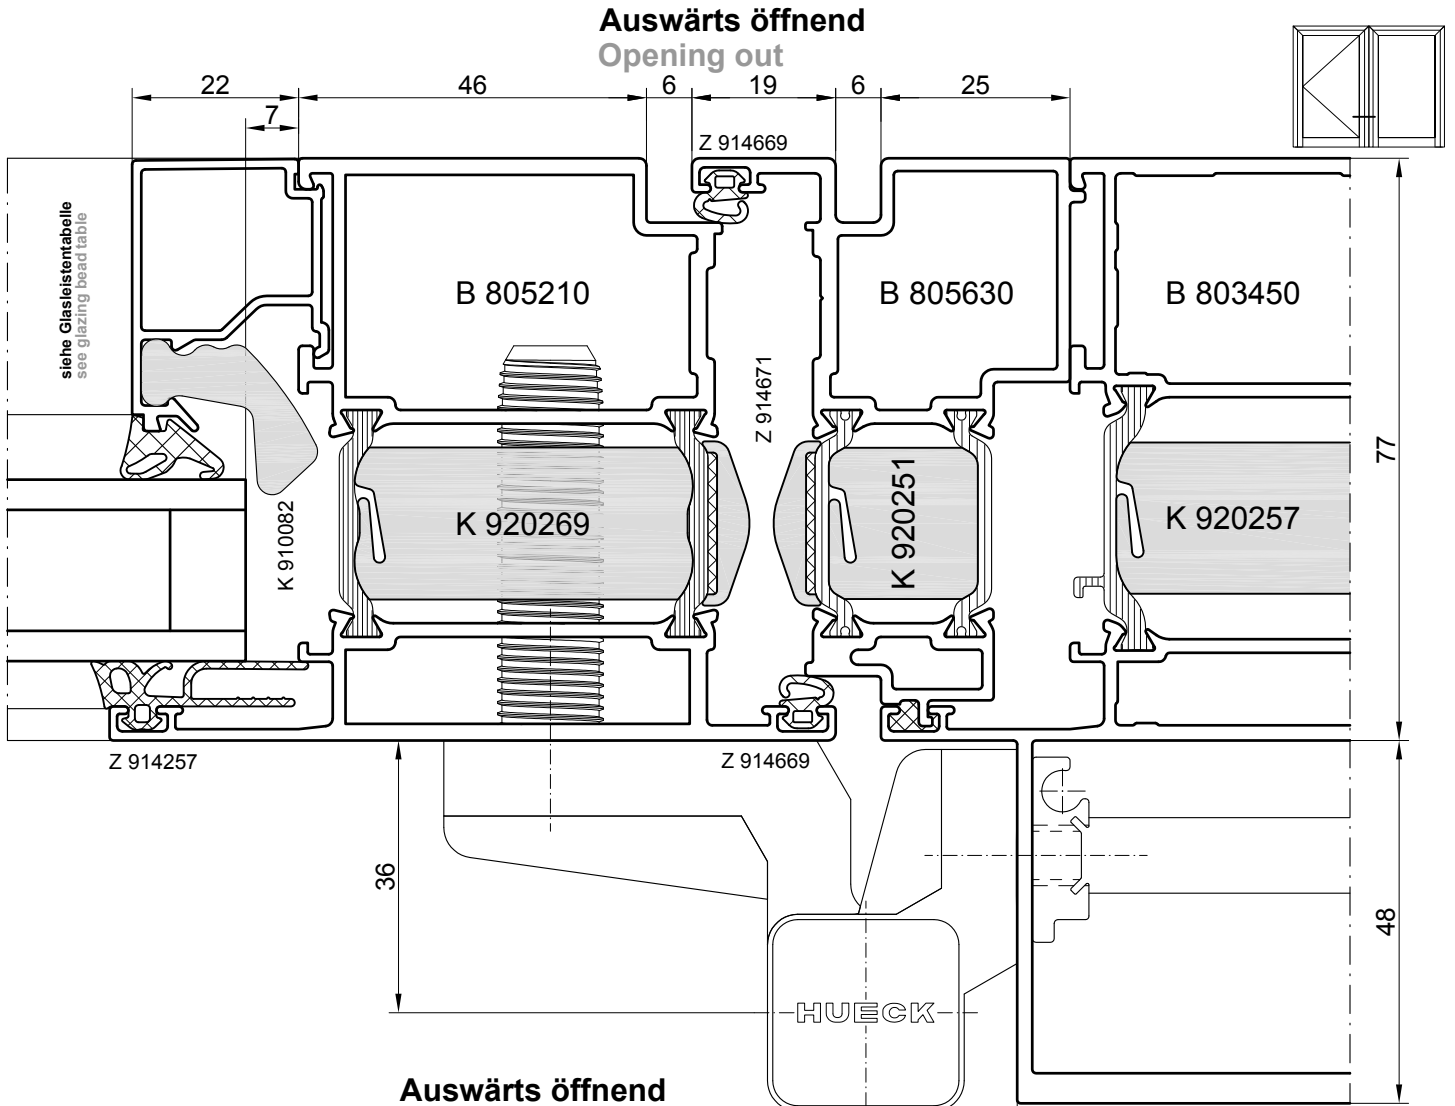 Auswärts öffnend
Opening out
22
46
6
19
6
25
7
Z 914669
siehe Glasleistentabelle
see glazing bead table
B 805210
B 805630
B 803450
Z 914671
77
K 910082
K 920269
K 920251
K 920257
Z 914257
Z 914669
36
48
HUECK
Auswärts öffnend